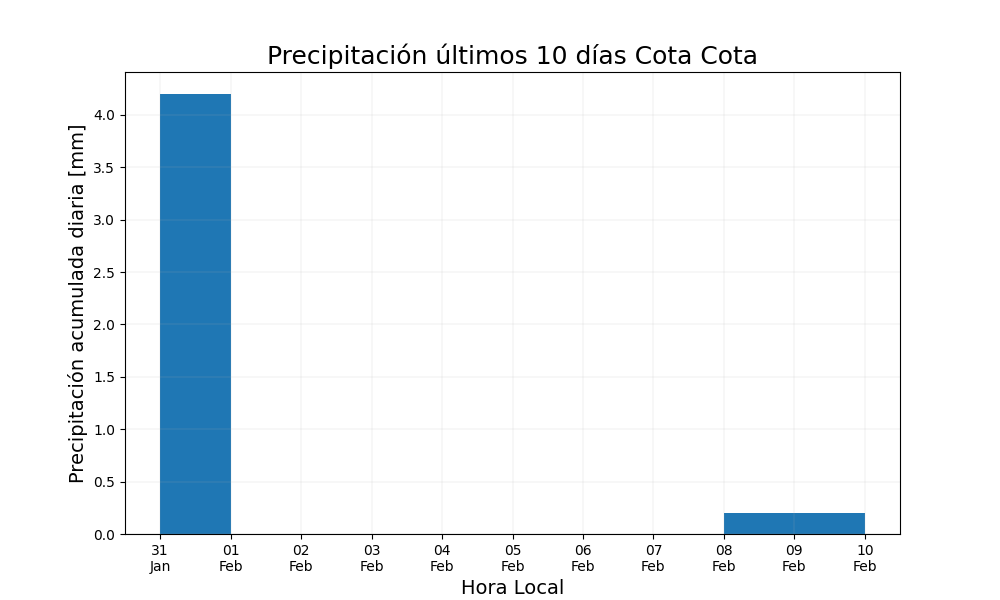 Precipitación últimos 10 días Cota Cota
Precipitación acumulada diaria [mm]
4.0
3.5
3.0
2.5
2.0
1.5
1.0
0.5
0.0
31 01 02 03 04 05 06 07 08 09 10
Jan Feb Feb Feb Feb Feb Feb Feb Feb Feb Feb
Hora Local